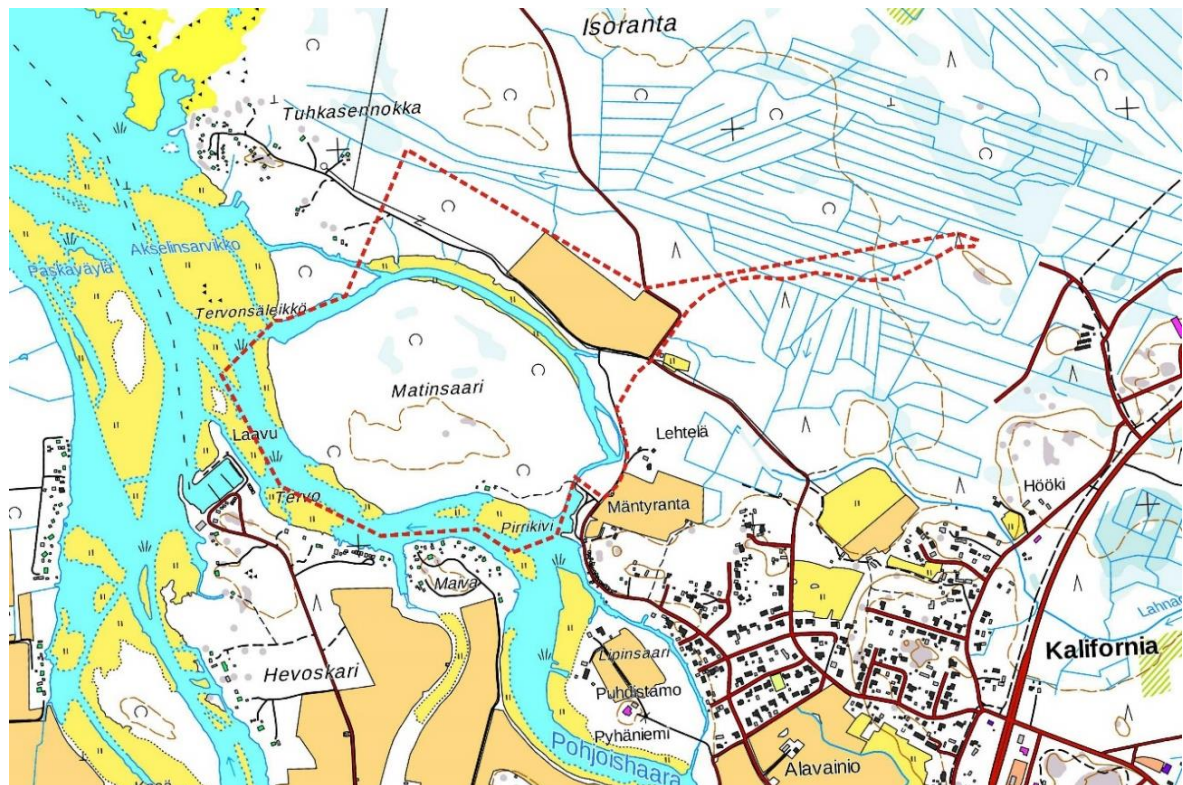 Isoranta
Tuhkasennokka
Akselinsarvikko
Paskaväylä
Tervonsäleikkö
Matinsaari
Laavu
Lehtelä
Hööki
Tervo
Mäntyranta
Pirrikivi
Maiva
Lahna
Kalifornia
Lipinsaari
Hevoskari
Puhdistamo
Pyhäniemi
Pohjoishaara
Alavainio